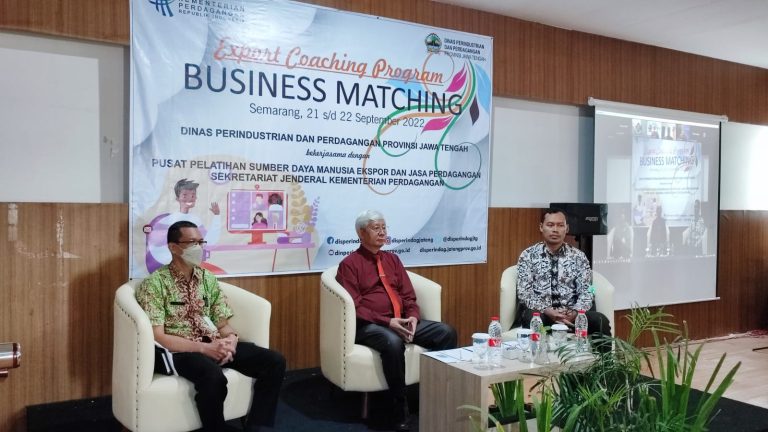 KEMENTERIAN
PERDAGANGAN
REPUBLIK INDONESIA
DINAS PERINDUSTRIAN
DAN PERDAGANGAN
PROVINSI JAWA TENGAH
Export Coaching Program
BUSINESS MATCHING
Semarang, 21 s/d 22 September 2022
DINAS PERINDUSTRIAN DAN PERDAGANGAN PROVINSI JAWA TENGAH
bekerjasama dengan
PUSAT PELATIHAN SUMBER DAYA MANUSIA EKSPOR DAN JASA PERDAGANGAN
SEKRETARIAT JENDERAL KEMENTERIAN PERDAGANGAN
disperindagjateng
@disperindagjtg
disperindag.jatengprov.go.id
BUSINESS MATCHING